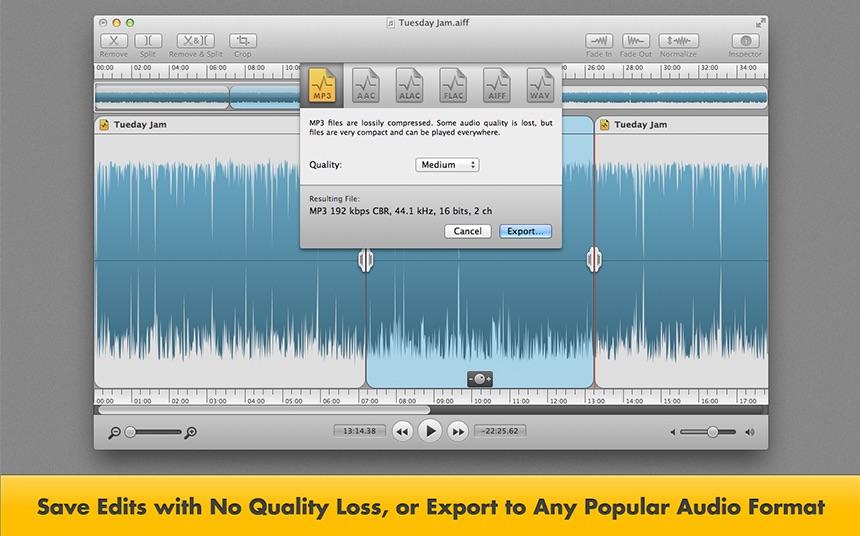 Tuesday Jam.aiff
Remove
Split
Remove & Split
Crop
Fade In
Fade Out
Normalize
Inspector
00:00 02:00 04:00 06:00 08:00 10:0 26:00 28:00 30:00 32:00 34:00
MP3 AAC ALAC FLAC AIFF WAV
MP3 files are lossily compressed. Some audio quality is lost, but
files are very compact and can be played everywhere.
Quality: Medium
Resulting File:
MP3 192 kbps CBR, 44.1 kHz, 16 bits, 2 ch
Cancel Export...
Tueday Jam
Tueday Jam
00:00 01:00 02:00 03:00 04:00 05:00 06:00 07:00 08:00 09:00 10:00 11:00 12:00 13:00 14:00 15:00 16:00 17:00
13:14.38
-22:25.62
Save Edits with No Quality Loss, or Export to Any Popular Audio Format